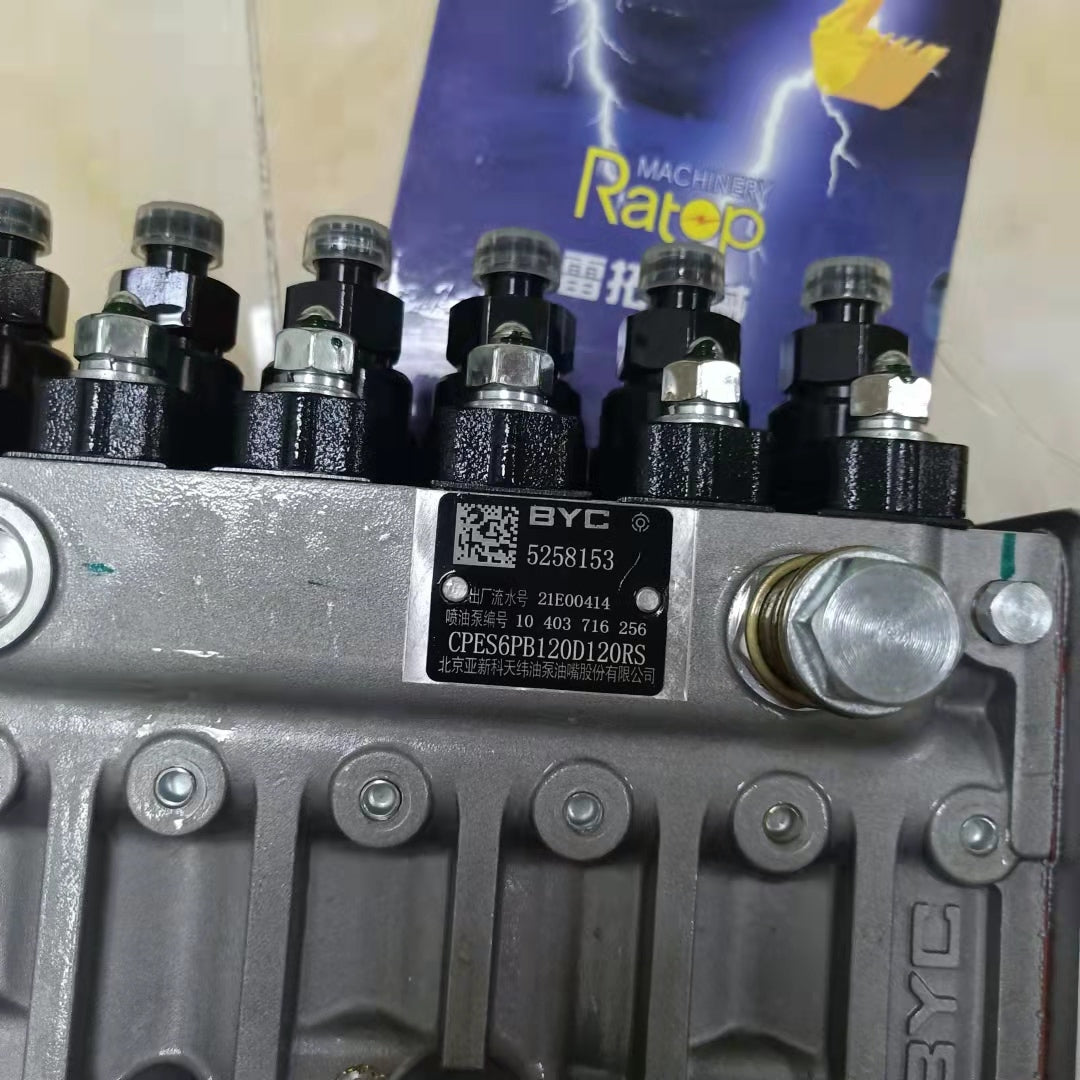 MACHINERY
Ratop
雷托
BYC
5258153
出厂流水号 21E00414
喷油泵编号 10 403 716 256
CPES6PB120D120RS
北京亚新科天纬油泵油嘴股份有限公司
BYC